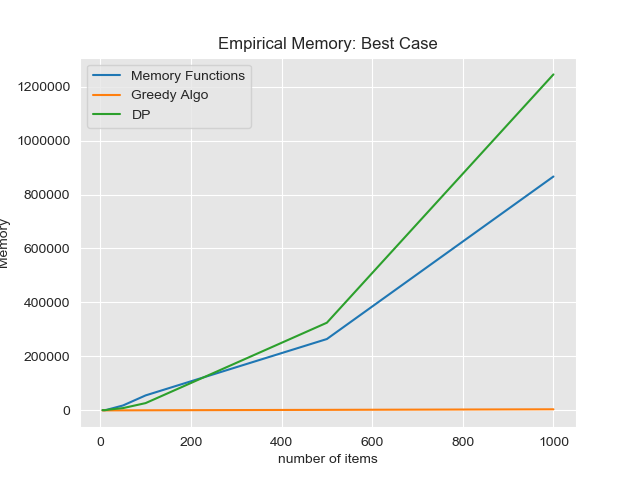 Empirical Memory: Best Case
Memory Functions
Greedy Algo
DP
1200000
1000000
800000
600000
400000
200000
0
Memory
0 200 400 600 800 1000
number of items